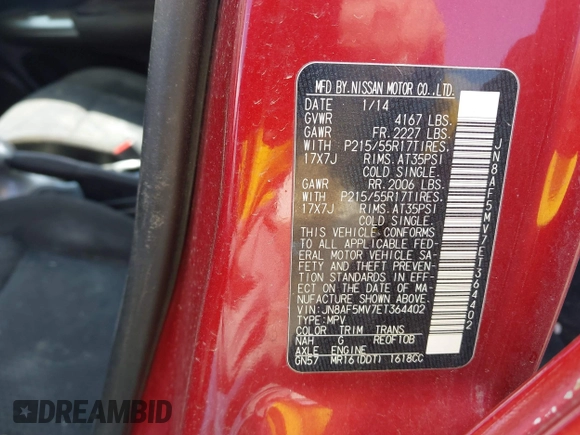 MFD BY.NISSAN MOTOR CO.,LTD.
DATE 1/14
GVWR 4167 LBS.
GAWR FR. 2227 LBS.
WITH P215/55R17TIRES.
17X7J RIMS. AT35PSI
COLD SINGLE.
GAWR RR. 2006 LBS.
WITH P215/55R17TIRES.
17X7J RIMS. AT35PSI
COLD SINGLE.
THIS VEHICLE CONFORMS
TO ALL APPLICABLE FED-
ERAL MOTOR VEHICLE SA-
FETY AND THEFT PREVEN-
TION STANDARDS IN EFF-
ECT ON THE DATE OF MA-
NUFACTURE SHOWN ABOVE.
VIN:JN8AF5MV7ET364402
TYPE:MPV
COLOR TRIM TRANS
NAH G RE0F10B
AXLE ENGINE
GN57 MR16(DDT) 1618CC
JN8AF5MV7ET364402
DREAMBID